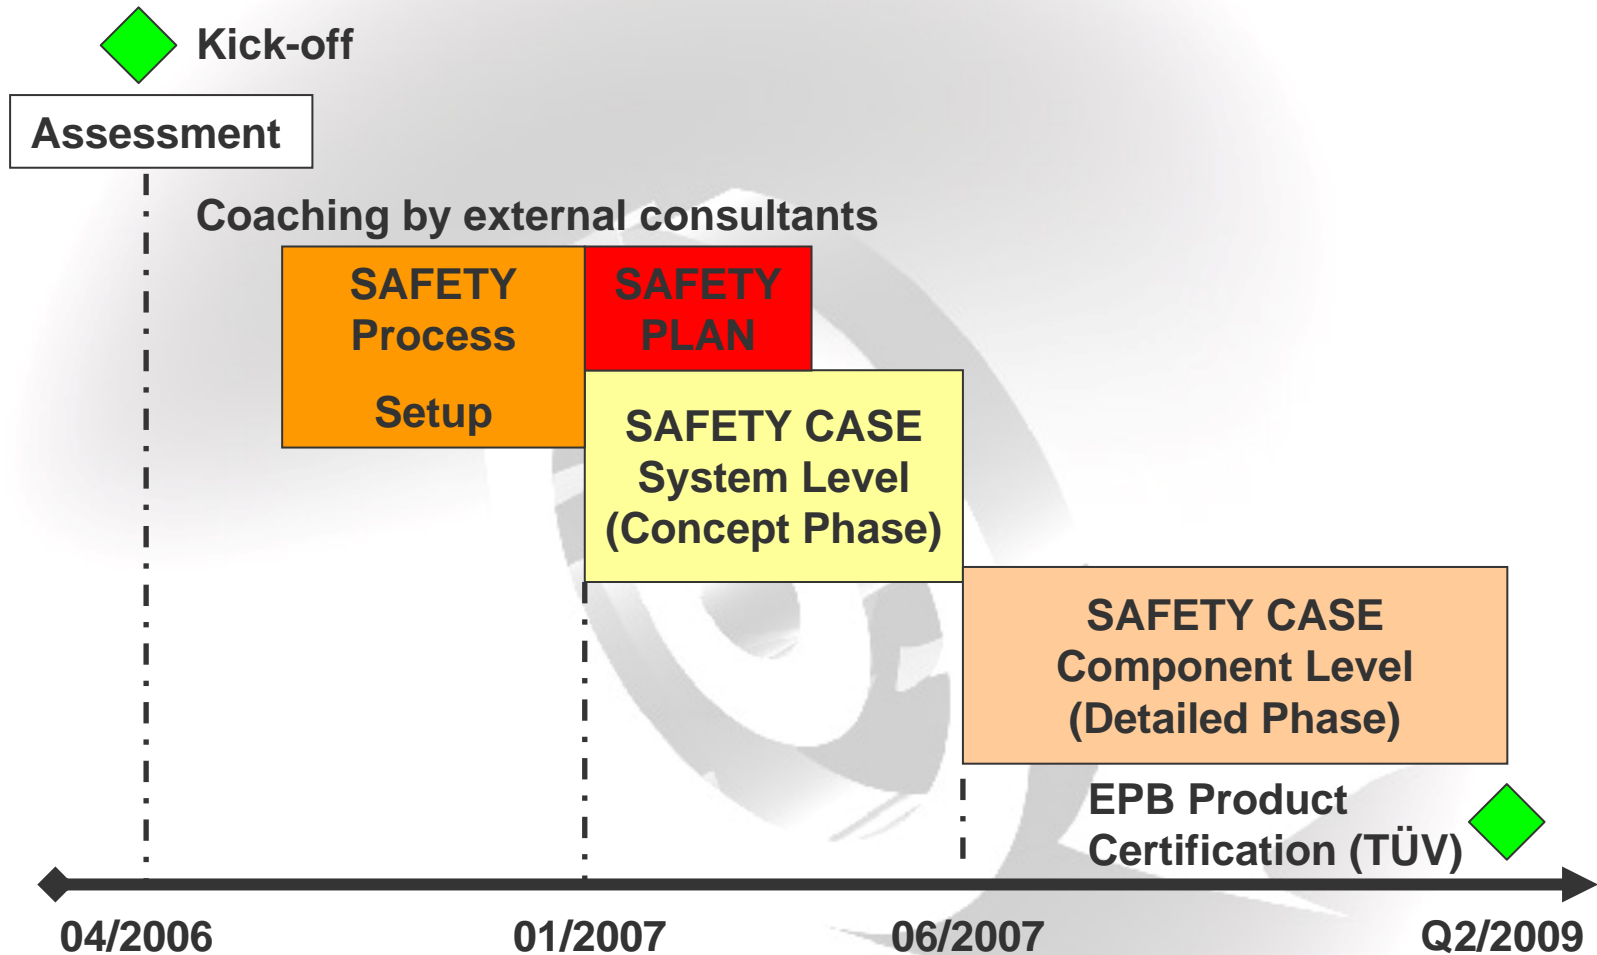 Kick-off
Assessment
Coaching by external consultants
SAFETY
Process
Setup
SAFETY
PLAN
SAFETY CASE
System Level
(Concept Phase)
SAFETY CASE
Component Level
(Detailed Phase)
EPB Product
Certification (TÜV)
04/2006
01/2007
06/2007
Q2/2009